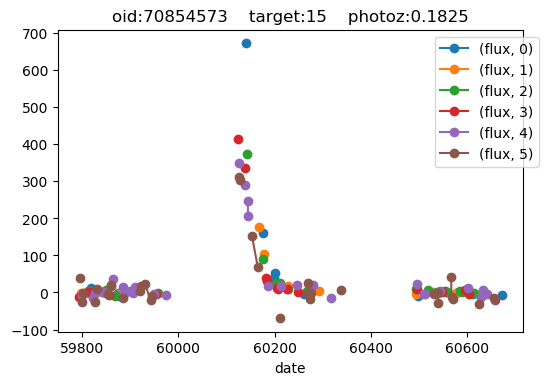 oid:70854573    target:15    photoz:0.1825
700
600
500
400
300
200
100
0
−100
59800
60000
60200
60400
60600
date
(flux, 0)
(flux, 1)
(flux, 2)
(flux, 3)
(flux, 4)
(flux, 5)